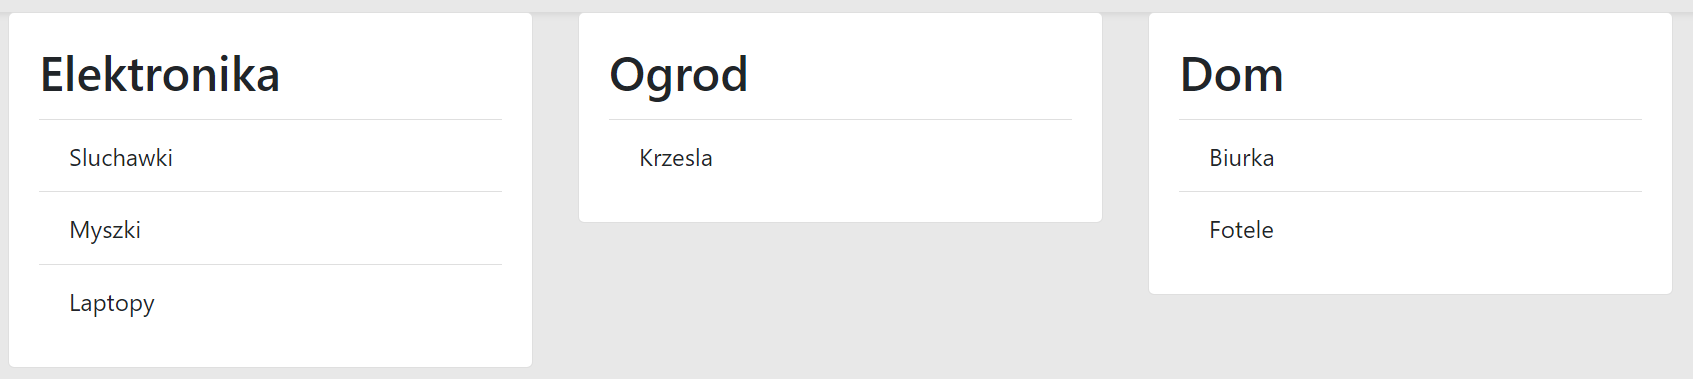 Elektronika
Sluchawki
Myszki
Laptopy
Ogrod
Krzesla
Dom
Biurka
Fotele